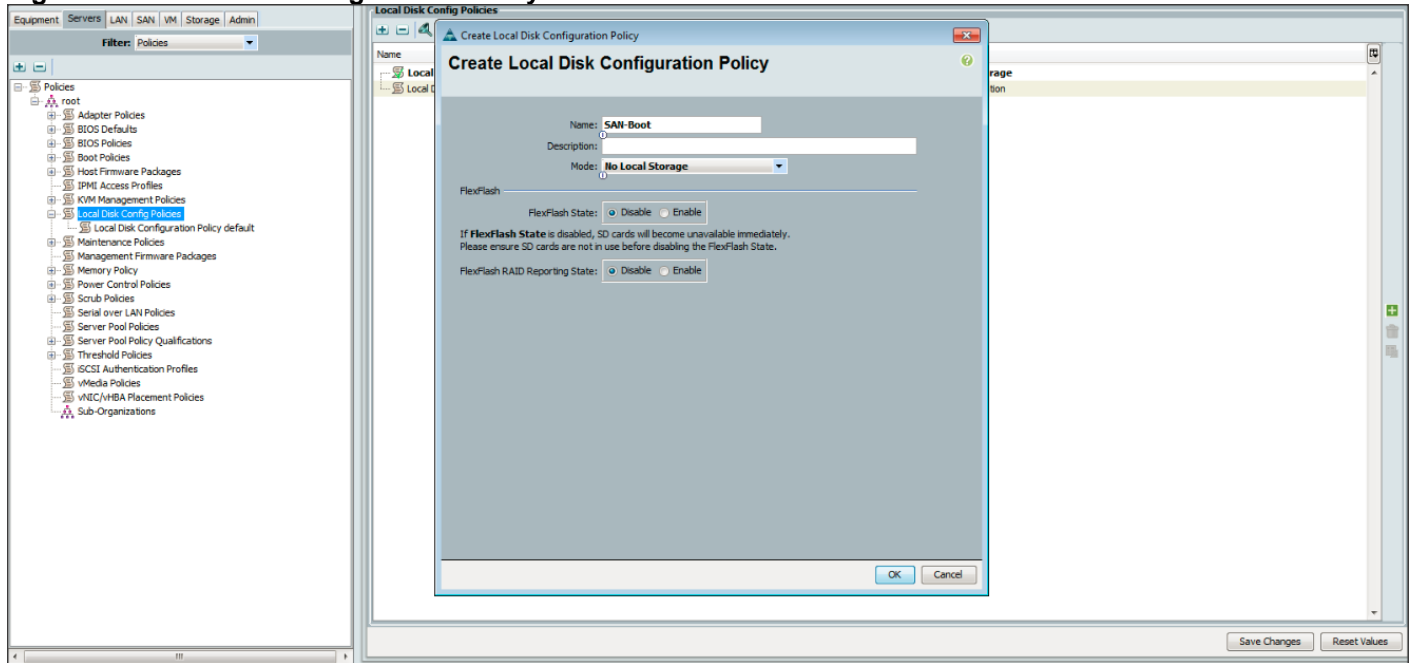 Equipment Servers LAN SAN VM Storage Admin
Filter: Policies
Policies
root
Adapter Policies
BIOS Defaults
BIOS Policies
Boot Policies
Host Firmware Packages
IPMI Access Profiles
KVM Management Policies
Local Disk Config Policies
Local Disk Configuration Policy default
Maintenance Policies
Management Firmware Packages
Memory Policy
Power Control Policies
Scrub Policies
Serial over LAN Policies
Server Pool Policies
Server Pool Policy Qualifications
Threshold Policies
iSCSI Authentication Profiles
vMedia Policies
vNIC/vHBA Placement Policies
Sub-Organizations
Local Disk Config Policies
Name
Local
rage
Local D
tion
Create Local Disk Configuration Policy
Create Local Disk Configuration Policy
Name: SAN-Boot
Description:
Mode: No Local Storage
FlexFlash
FlexFlash State: Disable Enable
If FlexFlash State is disabled, SD cards will become unavailable immediately.
Please ensure SD cards are not in use before disabling the FlexFlash State.
FlexFlash RAID Reporting State: Disable Enable
OK Cancel
Save Changes Reset Values